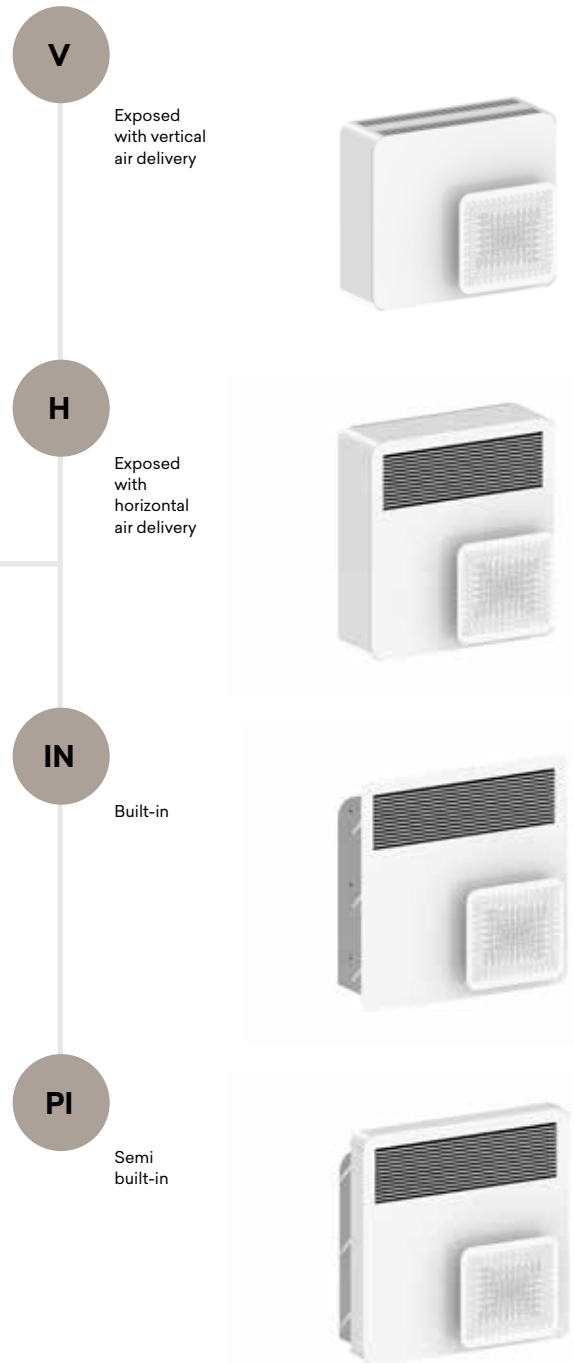 V
Exposed
with vertical
air delivery
H
Exposed
with
horizontal
air delivery
IN
Built-in
PI
Semi
built-in